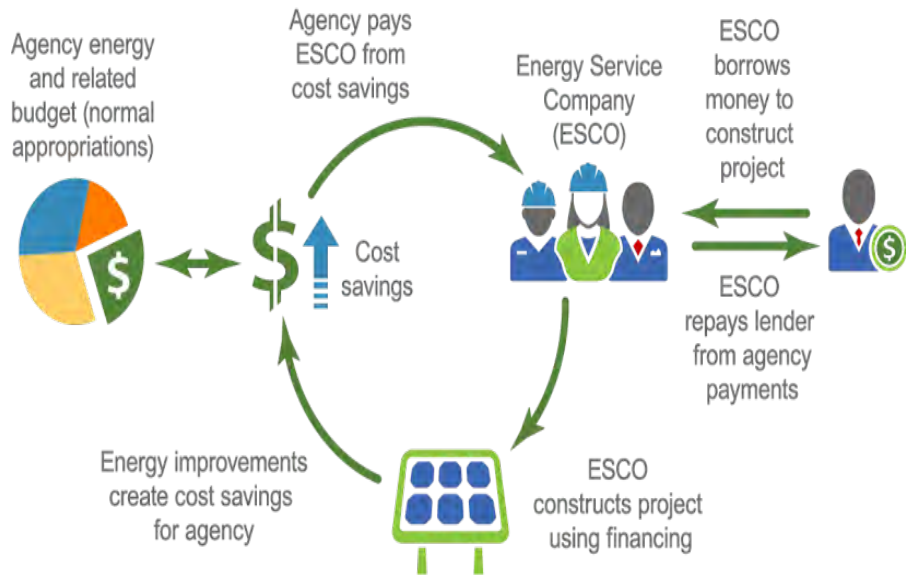 Agency energy
and related
budget (normal
appropriations)
$
Agency pays
ESCO from
cost savings
$
Cost
savings
Energy Service
Company
(ESCO)
ESCO
borrows
money to
construct
project
$
ESCO
repays lender
from agency
payments
ESCO
constructs project
using financing
Energy improvements
create cost savings
for agency